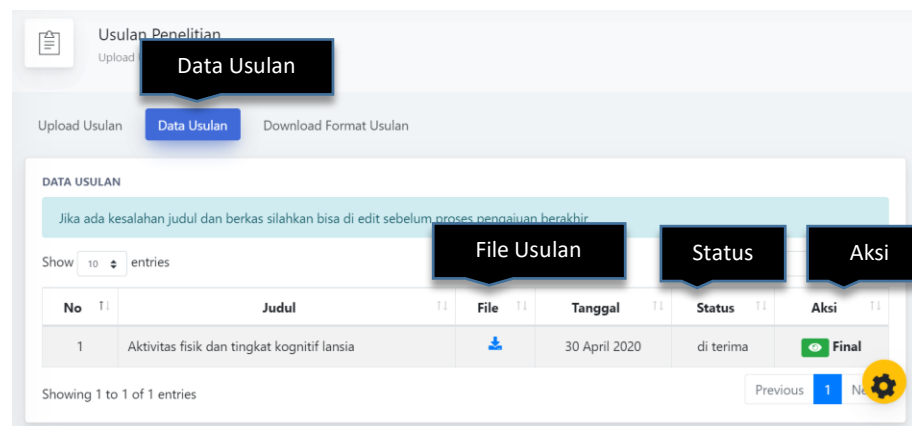 Usulan Penelitian
Upload
Data Usulan
Upload Usulan Data Usulan Download Format Usulan
DATA USULAN
Jika ada kesalahan judul dan berkas silahkan bisa di edit sebelum proses pengajuan berakhir
File Usulan Status Aksi
Show 10 entries
No Judul File Tanggal Status Aksi
1 Aktivitas fisik dan tingkat kognitif lansia 30 April 2020 di terima Final
Showing 1 to 1 of 1 entries
Previous 1